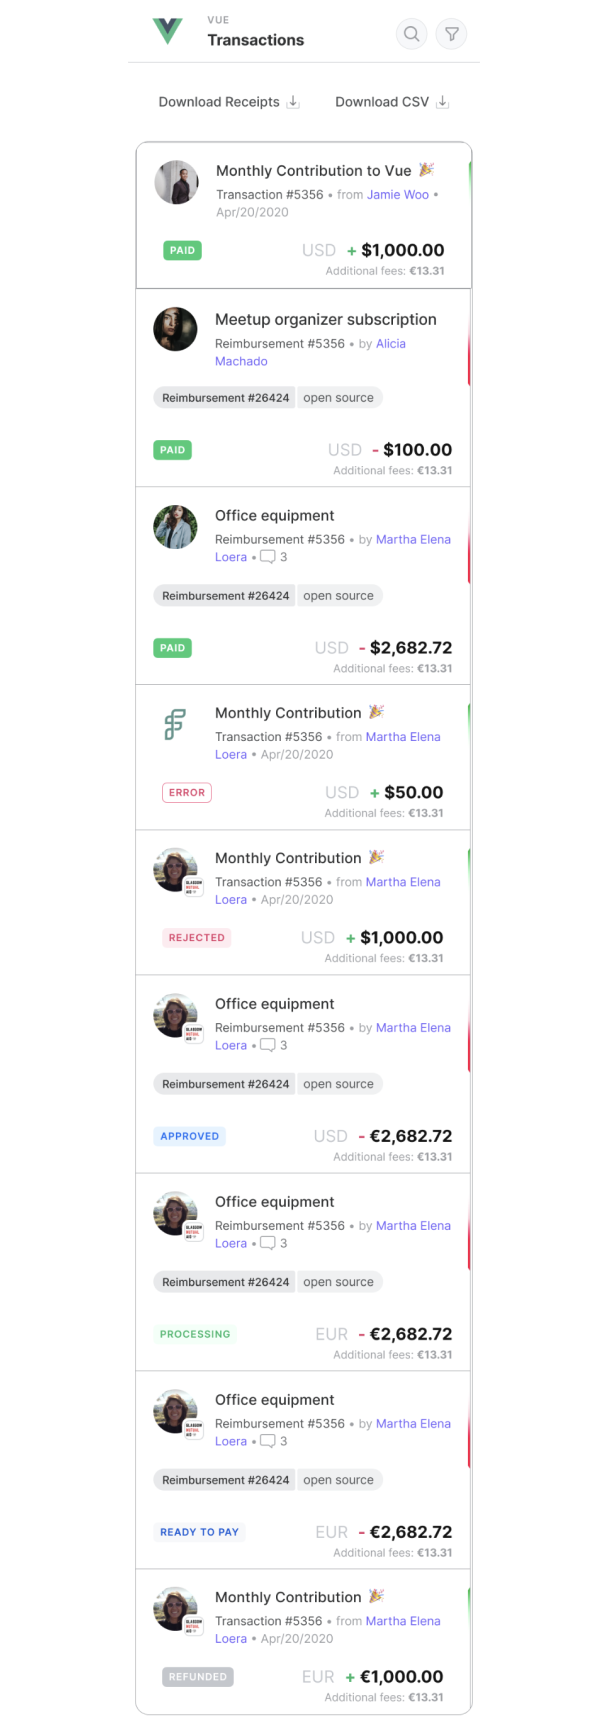 VUE
Transactions
Download Receipts
Download CSV
Monthly Contribution to Vue 🎉
Transaction #5356 • from Jamie Woo •
Apr/20/2020
PAID
USD + $1,000.00
Additional fees: €13.31
Meetup organizer subscription
Reimbursement #5356 • by Alicia
Machado
Reimbursement #26424 open source
PAID
USD - $100.00
Additional fees: €13.31
Office equipment
Reimbursement #5356 • by Martha Elena
Loera • 3
Reimbursement #26424 open source
PAID
USD - $2,682.72
Additional fees: €13.31
Monthly Contribution 🎉
Transaction #5356 • from Martha Elena
Loera • Apr/20/2020
ERROR
USD + $50.00
Additional fees: €13.31
Monthly Contribution 🎉
Transaction #5356 • from Martha Elena
Loera • Apr/20/2020
REJECTED
USD + $1,000.00
Additional fees: €13.31
Office equipment
Reimbursement #5356 • by Martha Elena
Loera • 3
Reimbursement #26424 open source
APPROVED
USD - €2,682.72
Additional fees: €13.31
Office equipment
Reimbursement #5356 • by Martha Elena
Loera • 3
Reimbursement #26424 open source
PROCESSING
EUR - €2,682.72
Additional fees: €13.31
Office equipment
Reimbursement #5356 • by Martha Elena
Loera • 3
Reimbursement #26424 open source
READY TO PAY
EUR - €2,682.72
Additional fees: €13.31
Monthly Contribution 🎉
Transaction #5356 • from Martha Elena
Loera • Apr/20/2020
REFUNDED
EUR + €1,000.00
Additional fees: €13.31